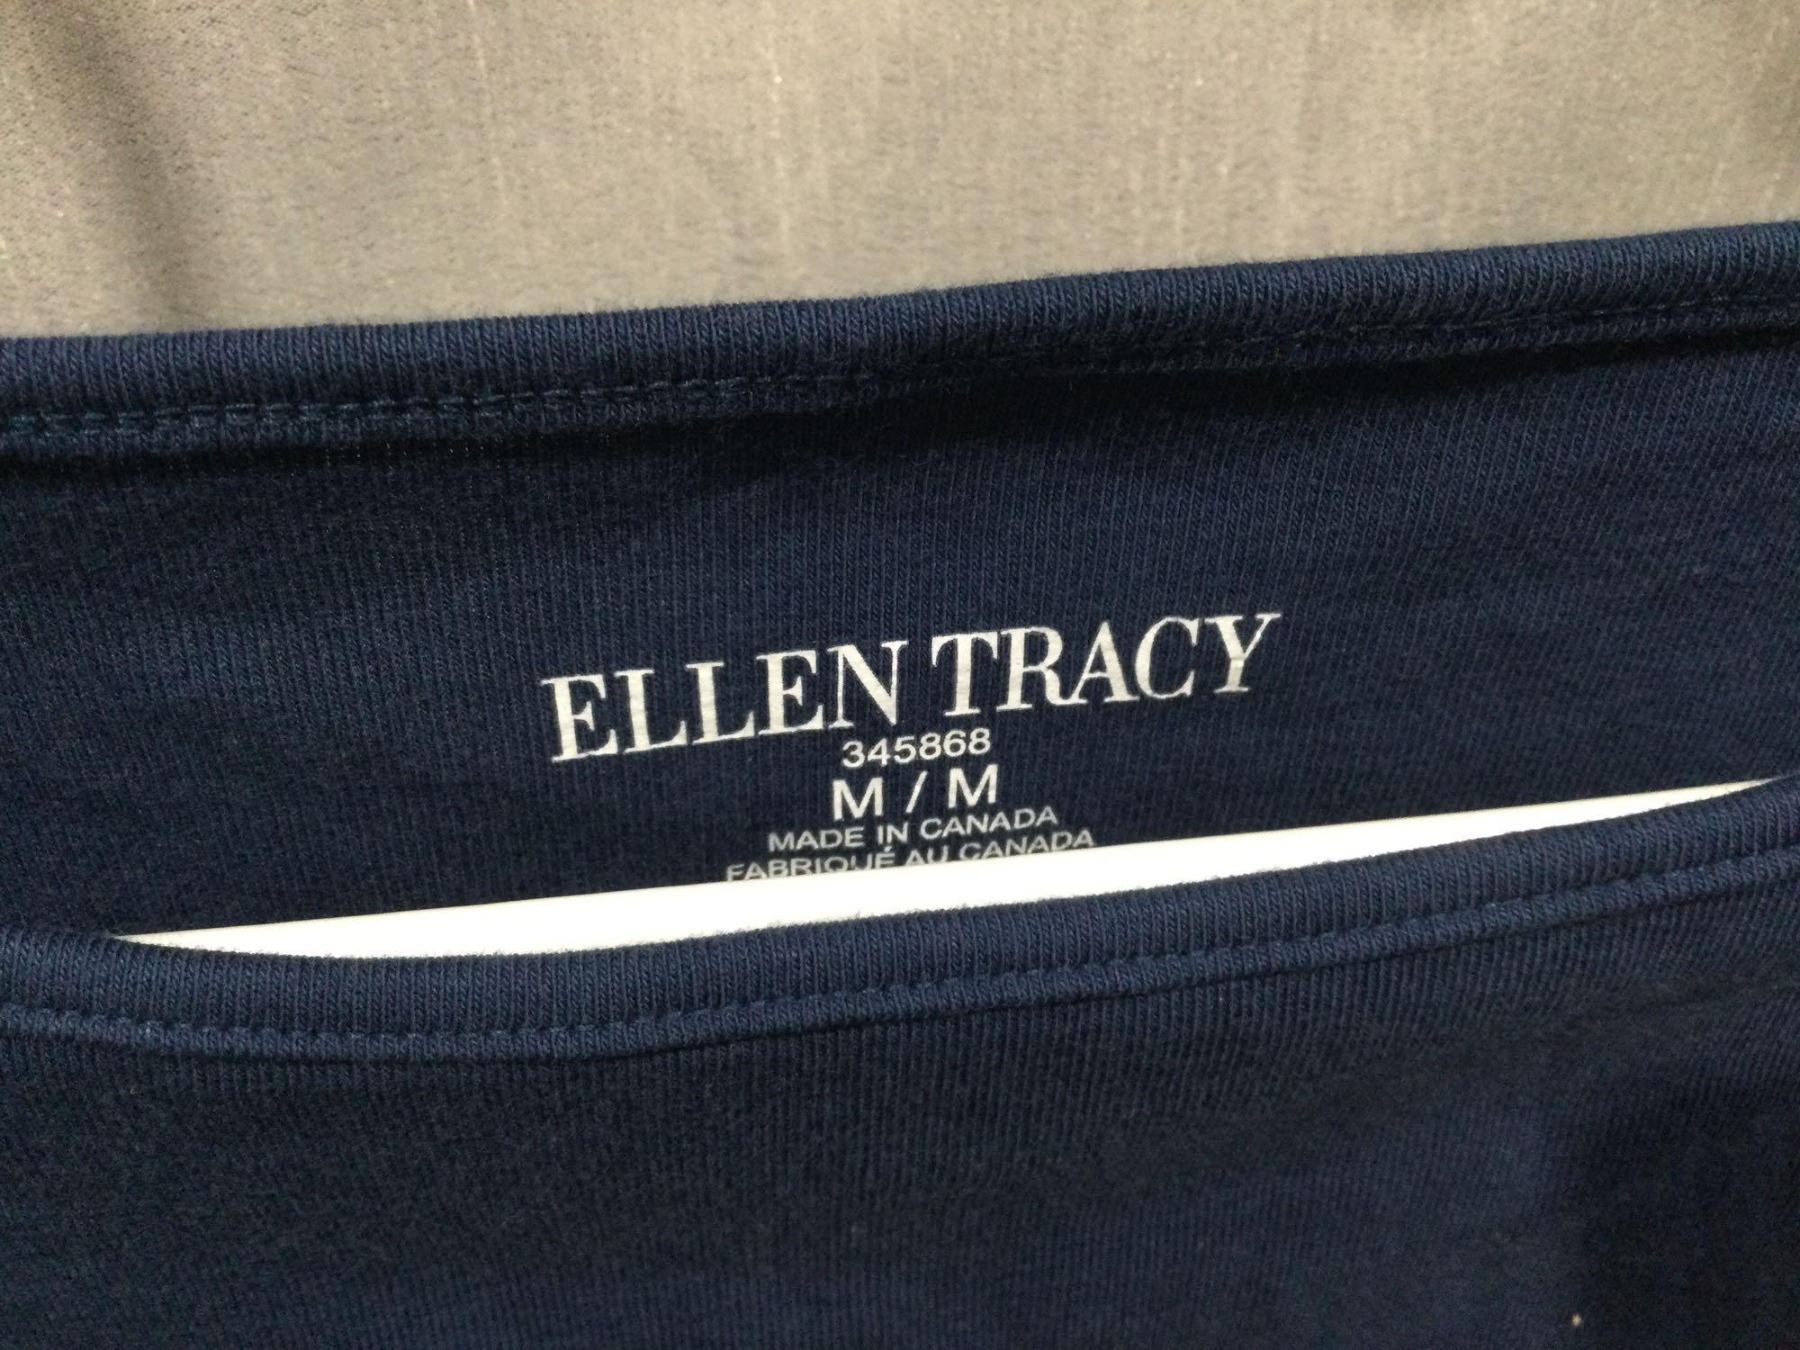 ELLEN TRACY
345868
M / M
MADE IN CANADA
FABRIQUÉ AU CANADA